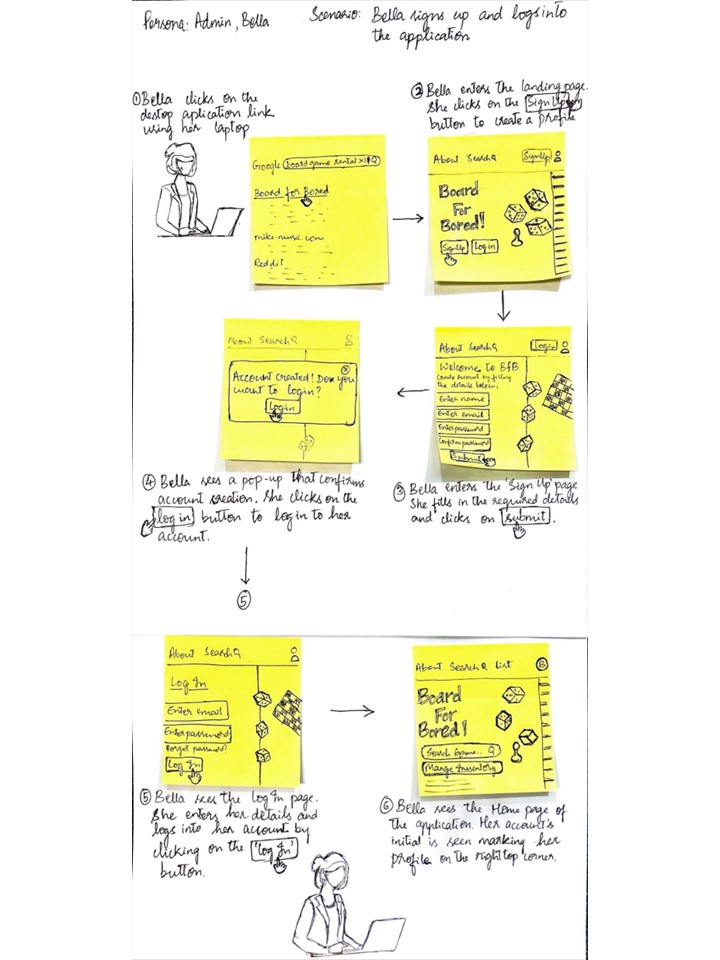 Persona: Admin, Bella
Scenario: Bella signs up and logs into
the application
① Bella clicks on the
destop aplication link
using her laptop
② Bella enters the landing page.
She clicks on the Sign Up
button to create a profile
Google board game rental
Board for Bored
mike-music.com
Reddit
About Search
SignUp
Board
For
Bored!
SignUp
Log in
About Search
Login
Welcome to BfB
Create Account by filling
the details below.
Enter name
Enter email
Enter password
Confirm password
Submit
About Search
Account created! Do you
want to login?
Login
④ Bella sees a pop-up that confirms
account creation. She clicks on the
log in button to log in to her
account.
⑤
③ Bella enters the 'Sign Up' page
She fills in the required details
and clicks on submit.
About Search
Log In
Enter email
Enter password
Forgot password?
Log In
About Search List B
Board
For
Bored!
Search Game..
Mange Inventory
⑤ Bella sees the Log In page.
She enters her details and
logs into her account by
clicking on the 'log In'
button.
⑥ Bella sees the Home page of
the application. Her account's
initial is seen marking her
profile on the right top corner.